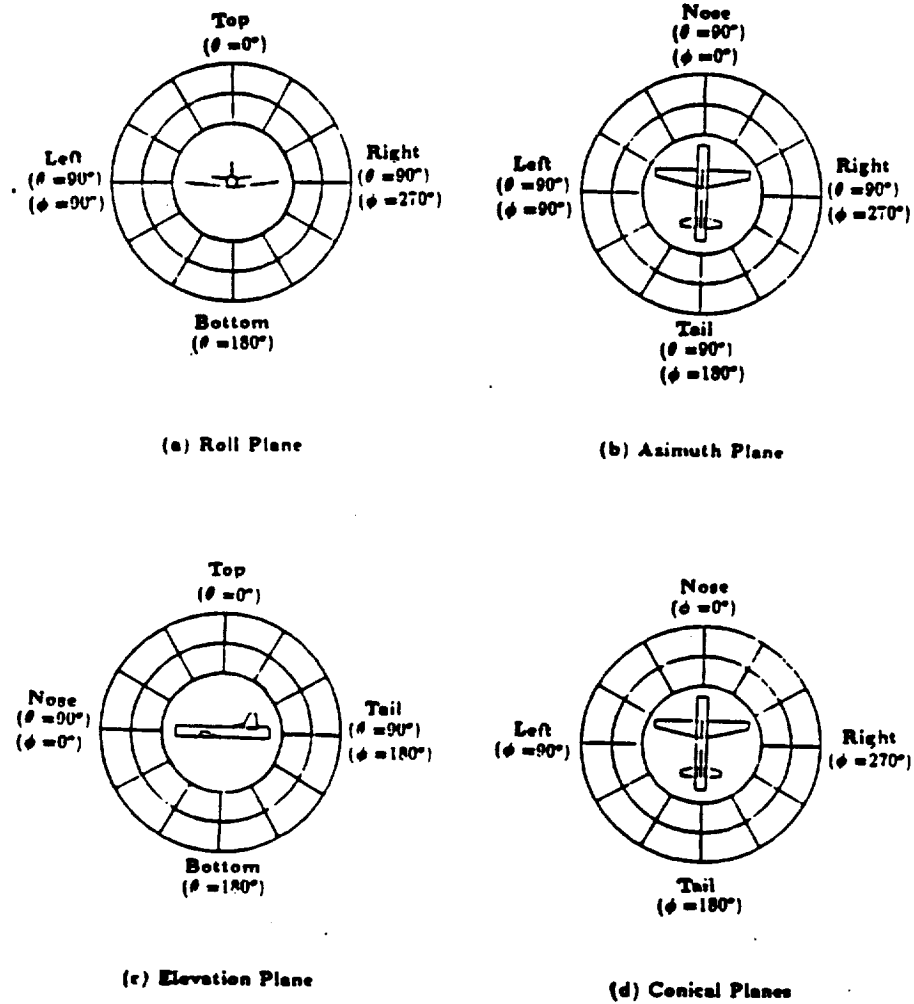 Top
(θ =0°)
Left
(θ =90°)
(φ =90°)
Right
(θ =90°)
(φ =270°)
Bottom
(θ =180°)
(a) Roll Plane
Nose
(θ =90°)
(φ =0°)
Left
(θ =90°)
(φ =90°)
Right
(θ =90°)
(φ =270°)
Tail
(θ =90°)
(φ =180°)
(b) Azimuth Plane
Top
(θ =0°)
Nose
(θ =90°)
(φ =0°)
Tail
(θ =90°)
(φ =180°)
Bottom
(θ =180°)
(c) Elevation Plane
Nose
(φ =0°)
Left
(φ =90°)
Right
(φ =270°)
Tail
(φ =180°)
(d) Conical Planes